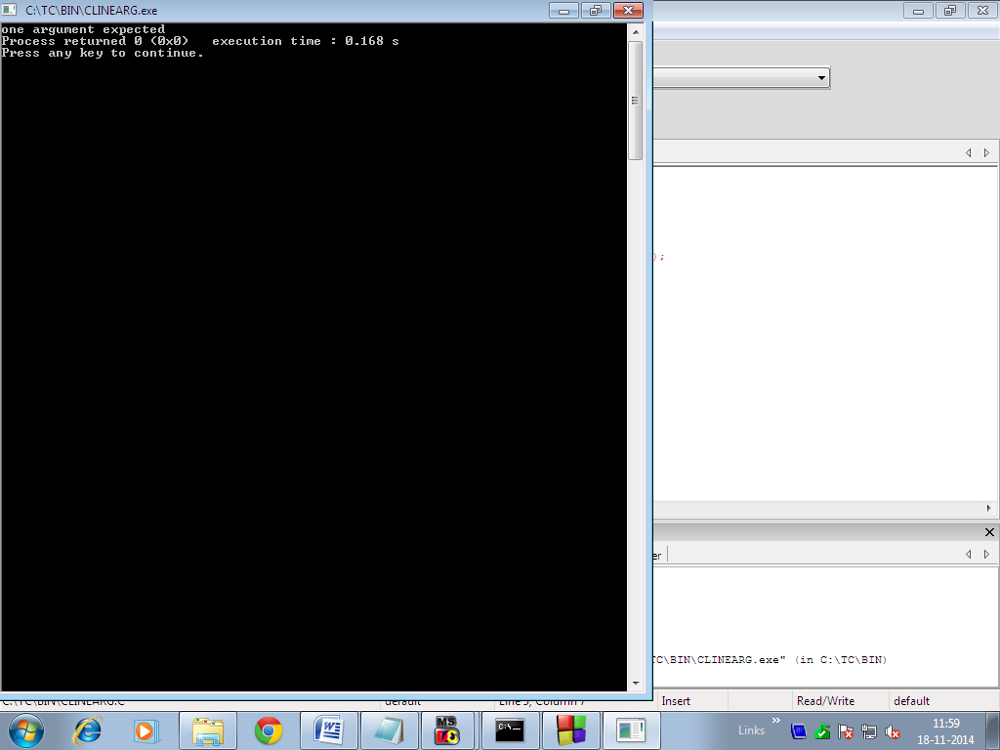 C:\TC\BIN\CLINEARG.exe
one argument expected
Process returned 0 (0x0)   execution time : 0.168 s
Press any key to continue.
);
er
TC\BIN\CLINEARG.exe" (in C:\TC\BIN)
C:\TC\BIN\CLINEARG.C default Line 5, Column 7 Insert Read/Write default
MS
C:\
Links »
11:59
18-11-2014